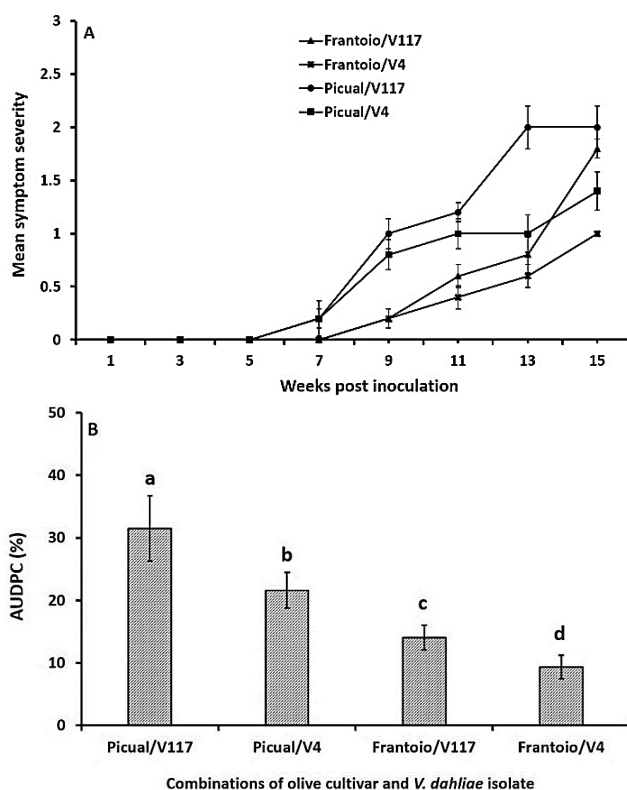 A
Frantoio/V117
Frantoio/V4
Picual/V117
Picual/V4
3
2.5
2
1.5
1
0.5
0
Mean symptom severity
1 3 5 7 9 11 13 15
Weeks post inoculation
B
50
40
30
20
10
0
AUDPC (%)
a
b
c
d
Picual/V117 Picual/V4 Frantoio/V117 Frantoio/V4
Combinations of olive cultivar and V. dahliae isolate